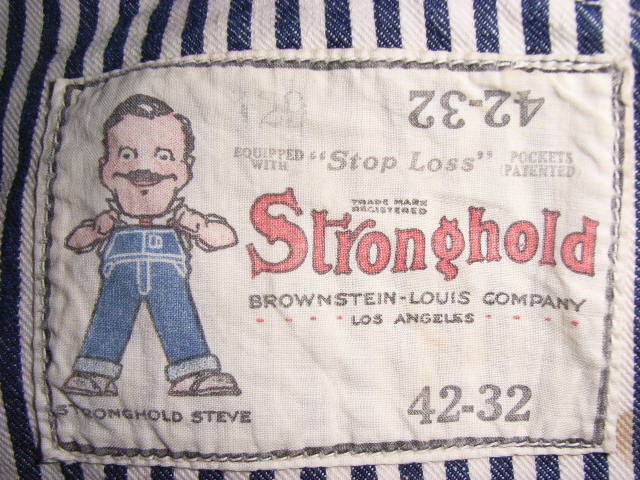 42-32
EQUIPPED WITH "Stop Loss" POCKETS (PATENTED)
TRADE MARK
REGISTERED
Stronghold
BROWNSTEIN-LOUIS COMPANY
LOS ANGELES
42-32
STRONGHOLD STEVE